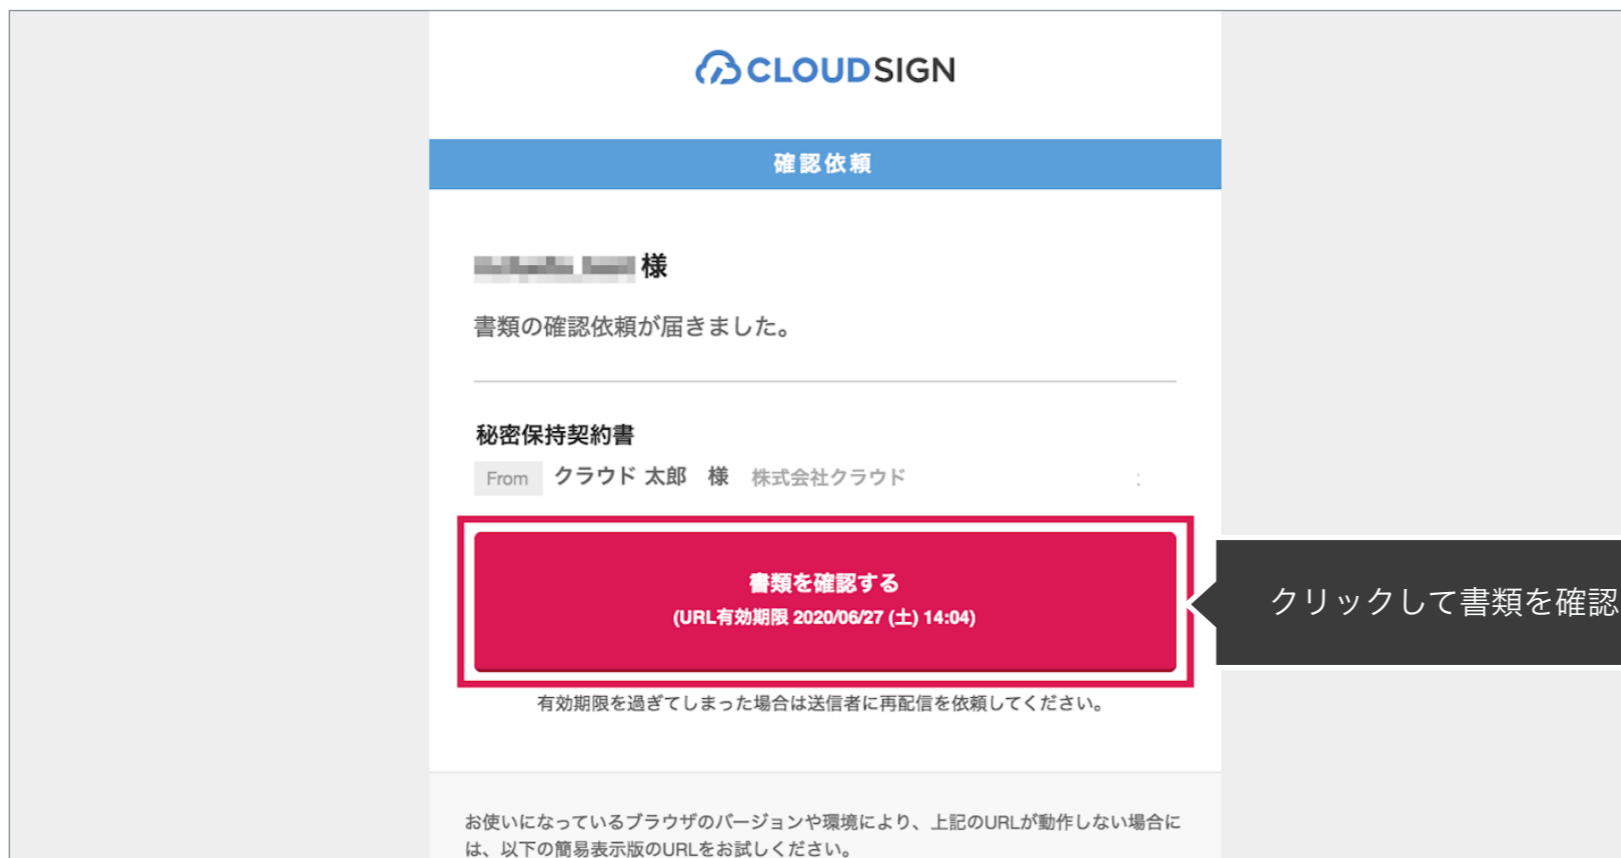 CLOUDSIGN
確認依頼
様
書類の確認依頼が届きました。
秘密保持契約書
From クラウド 太郎 様 株式会社クラウド :
書類を確認する
(URL有効期限 2020/06/27 (土) 14:04)
クリックして書類を確認
有効期限を過ぎてしまった場合は送信者に再配信を依頼してください。
お使いになっているブラウザのバージョンや環境により、上記のURLが動作しない場合に
は、以下の簡易表示版のURLをお試しください。